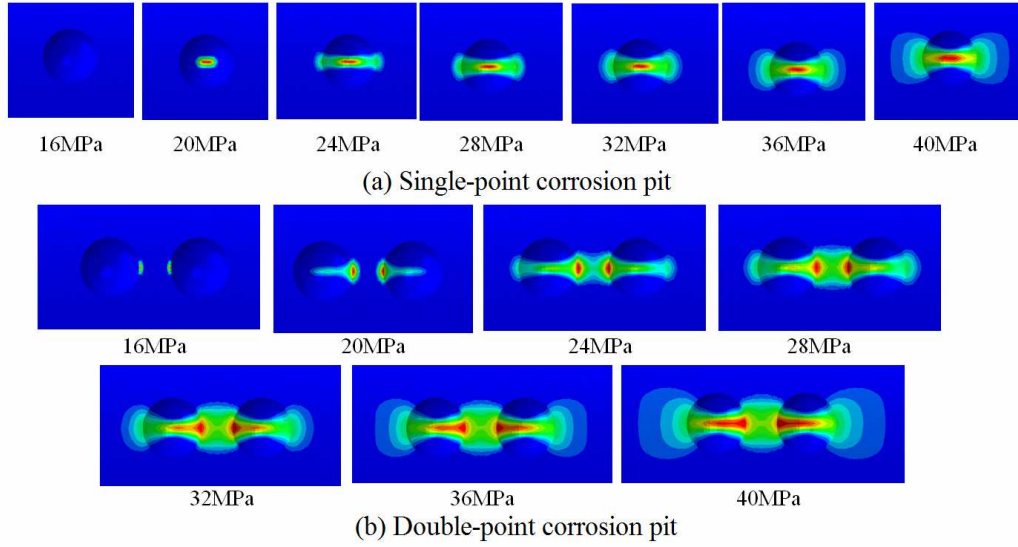 16MPa 20MPa 24MPa 28MPa 32MPa 36MPa 40MPa
(a) Single-point corrosion pit
16MPa 20MPa 24MPa 28MPa
32MPa 36MPa 40MPa
(b) Double-point corrosion pit